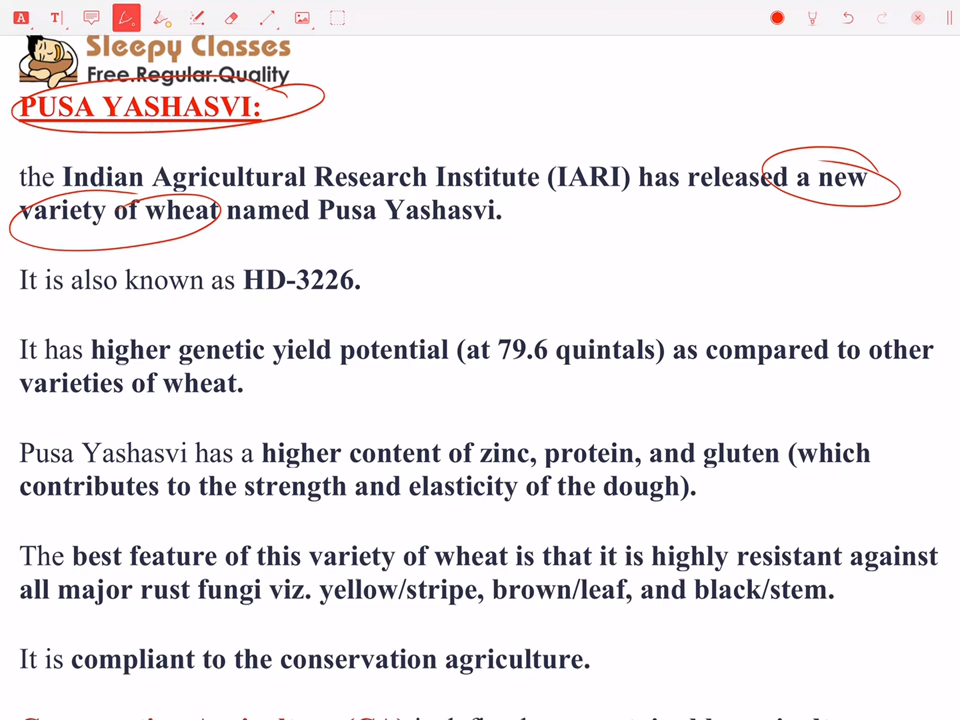 A T
Sleepy Classes
Free.Regular.Quality
PUSA YASHASVI:
the Indian Agricultural Research Institute (IARI) has released a new
variety of wheat named Pusa Yashasvi.
It is also known as HD-3226.
It has higher genetic yield potential (at 79.6 quintals) as compared to other
varieties of wheat.
Pusa Yashasvi has a higher content of zinc, protein, and gluten (which
contributes to the strength and elasticity of the dough).
The best feature of this variety of wheat is that it is highly resistant against
all major rust fungi viz. yellow/stripe, brown/leaf, and black/stem.
It is compliant to the conservation agriculture.